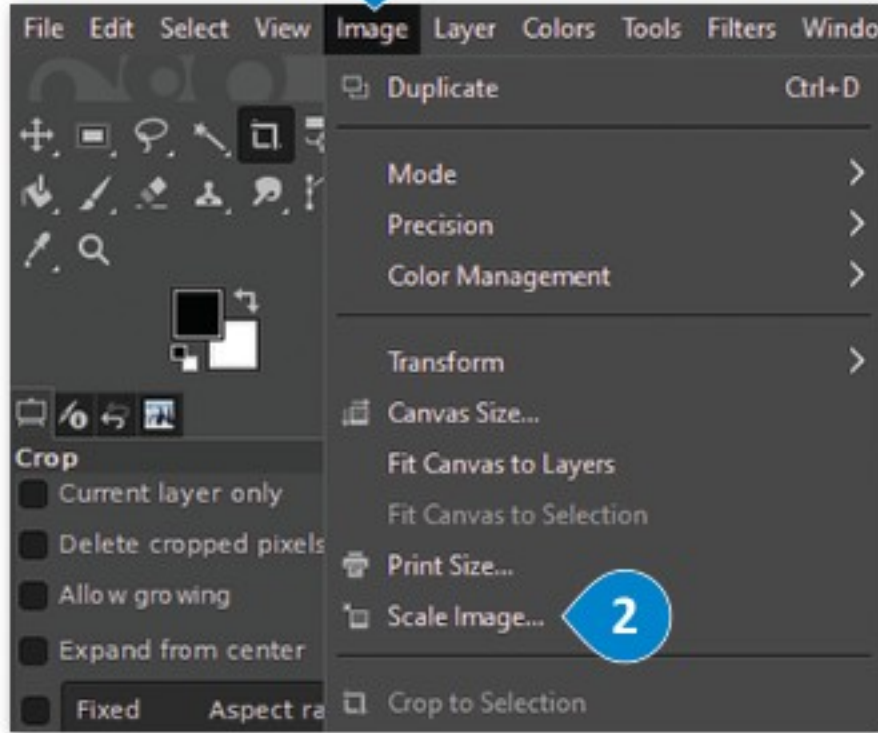 File Edit Select View Image Layer Colors Tools Filters Windo
Duplicate Ctrl+D
Mode
Precision
Color Management
Transform
Canvas Size...
Fit Canvas to Layers
Fit Canvas to Selection
Print Size...
Scale Image... 2
Crop to Selection
Crop
Current layer only
Delete cropped pixels
Allow growing
Expand from center
Fixed Aspect ra